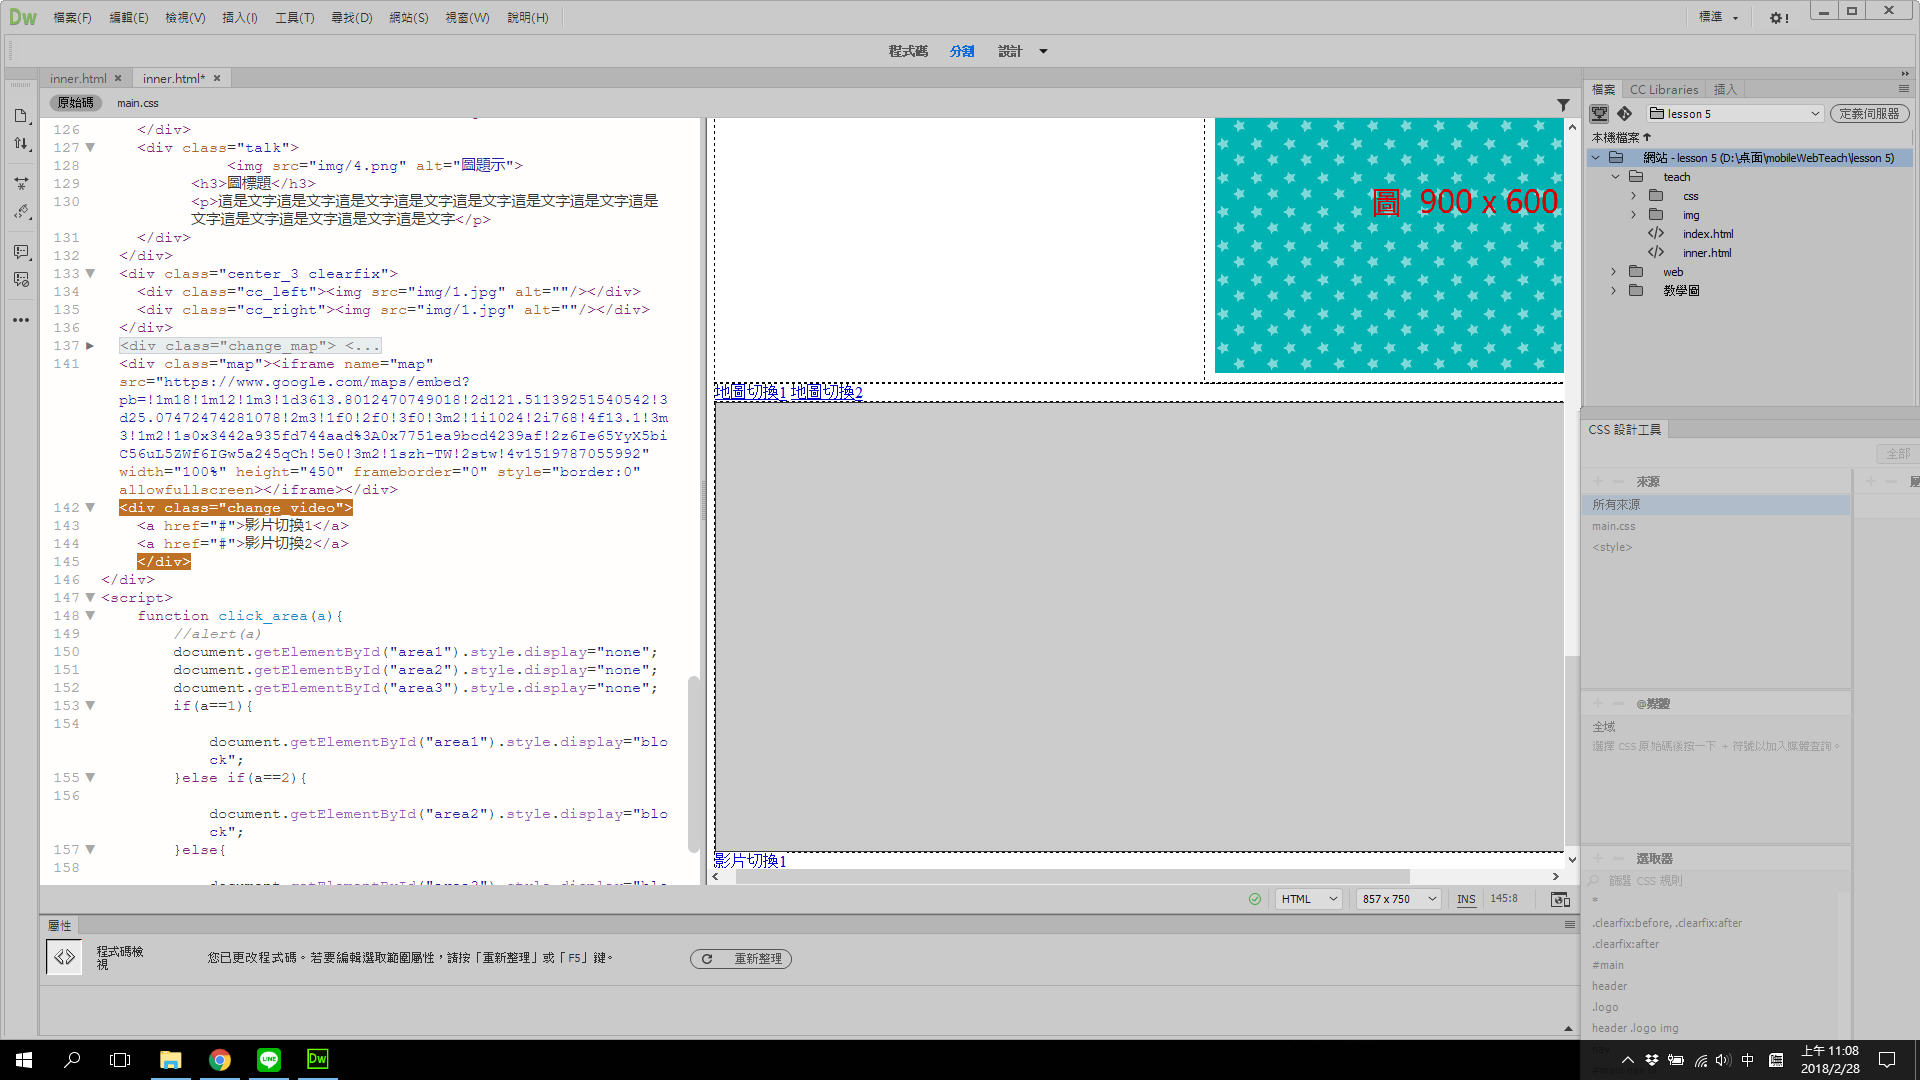 Dw 檔案(F) 編輯(E) 檢視(V) 插入(I) 工具(T) 尋找(D) 網站(S) 視窗(W) 說明(H) 標準
程式碼 分割 設計
inner.html × inner.html* ×
原始碼 main.css
126 </div>
127 <div class="talk">
128 <img src="img/4.png" alt="圖題示">
129 <h3>圖標題</h3>
130 <p>這是文字這是文字這是文字這是文字這是文字這是文字這是文字這是
文字這是文字這是文字這是文字這是文字</p>
131 </div>
132 </div>
133 <div class="center_3 clearfix">
134 <div class="cc_left"><img src="img/1.jpg" alt=""/></div>
135 <div class="cc_right"><img src="img/1.jpg" alt=""/></div>
136 </div>
137 <div class="change_map"> <...
141 <div class="map"><iframe name="map"
src="https://www.google.com/maps/embed?
pb=!1m18!1m12!1m3!1d3613.8012470749018!2d121.51139251540542!3
d25.07472474281078!2m3!1f0!2f0!3f0!3m2!1i1024!2i768!4f13.1!3m
3!1m2!1s0x3442a935fd744aad%3A0x7751ea9bcd4239af!2z6Ie65YyX5bi
C56uL5ZWf6IGw5a245qCh!5e0!3m2!1szh-TW!2stw!4v1519787055992"
width="100%" height="450" frameborder="0" style="border:0"
allowfullscreen></iframe></div>
142 <div class="change_video">
143 <a href="#">影片切換1</a>
144 <a href="#">影片切換2</a>
145 </div>
146 </div>
147 <script>
148 function click_area(a){
149 //alert(a)
150 document.getElementById("area1").style.display="none";
151 document.getElementById("area2").style.display="none";
152 document.getElementById("area3").style.display="none";
153 if(a==1){
154
document.getElementById("area1").style.display="blo
ck";
155 }else if(a==2){
156
document.getElementById("area2").style.display="blo
ck";
157 }else{
158
圖 900 x 600
地圖切換1 地圖切換2
影片切換1
HTML 857 x 750 INS 145:8
屬性
程式碼檢
視
您已更改程式碼。若要編輯選取範圍屬性，請按「重新整理」或「F5」鍵。 重新整理
檔案 CC Libraries 插入
lesson 5 定義伺服器
本機檔案
網站 - lesson 5 (D:\桌面\mobileWebTeach\lesson 5)
teach
css
img
index.html
inner.html
web
教學圖
CSS 設計工具
全部
來源
所有來源
main.css
<style>
@媒體
全域
選擇 CSS 原始碼後按一下 + 符號以加入媒體查詢。
選取器
篩選 CSS 規則
*
.clearfix:before, .clearfix:after
.clearfix:after
#main
header
.logo
header .logo img
Dw
中
上午 11:08
2018/2/28